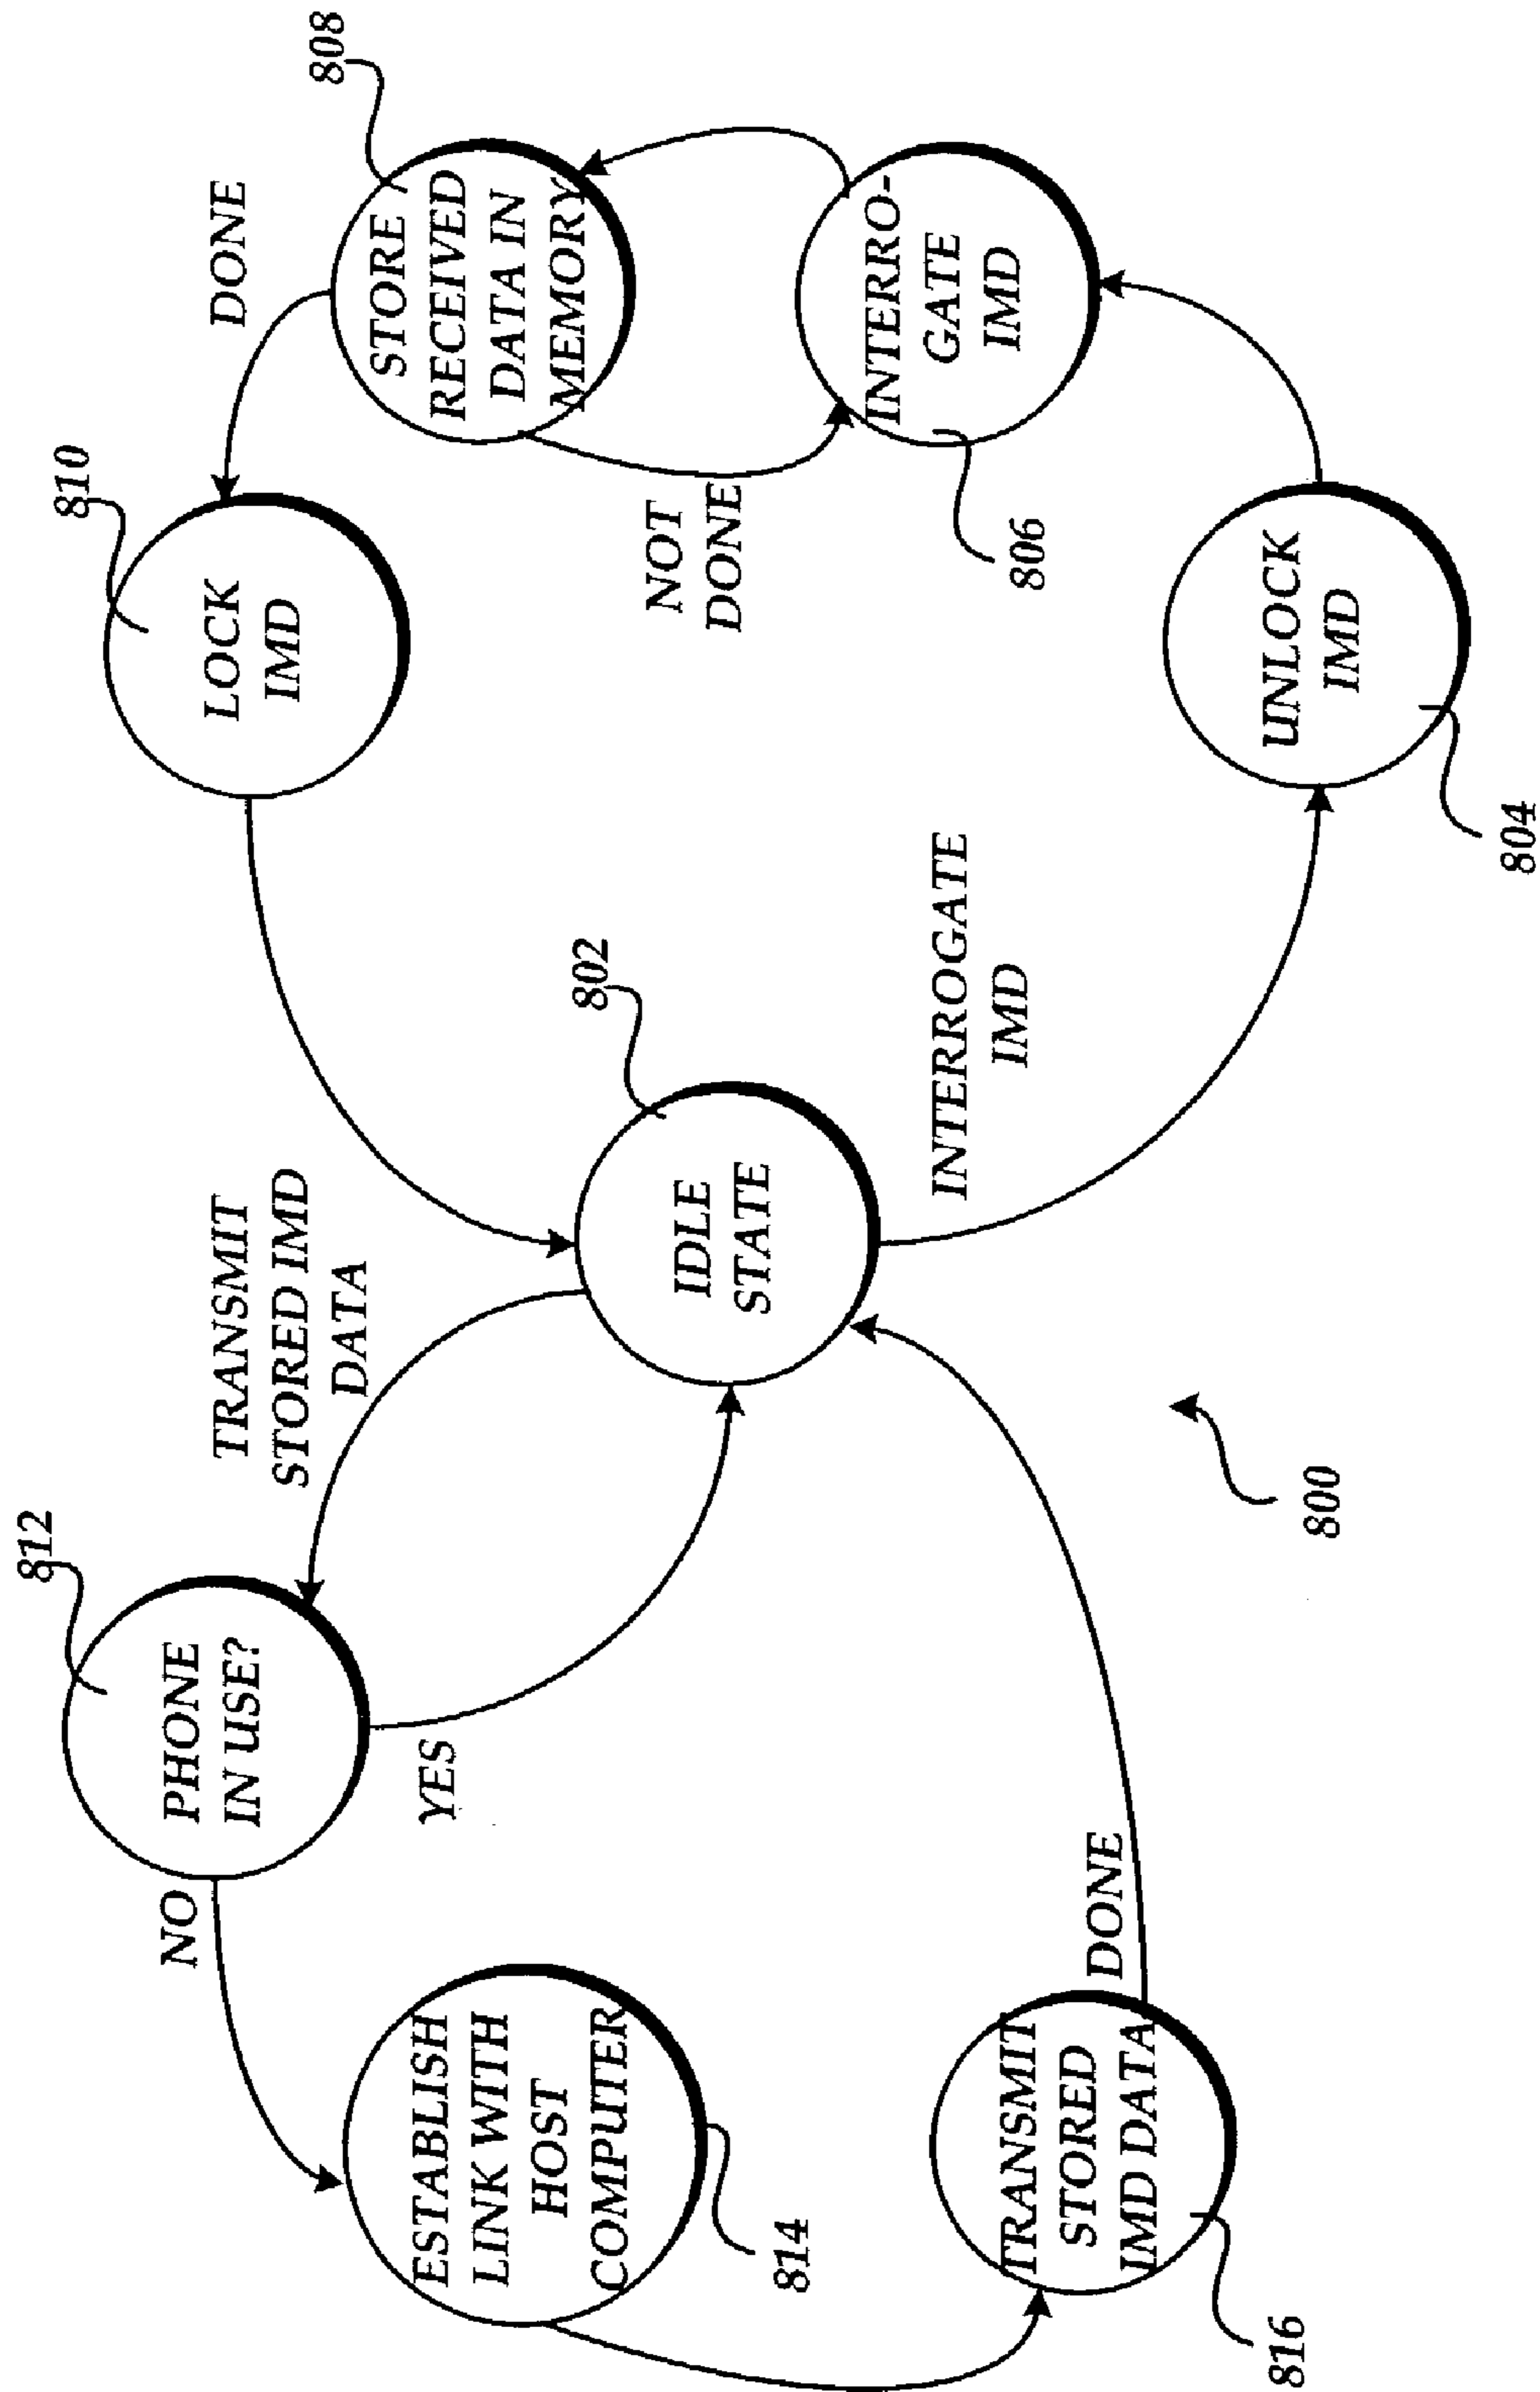 812
PHONE
IN USE?
NO
YES
TRANSMIT
STORED IMD
DATA
810
LOCK
IMD
DONE
808
STORE
RECEIVED
DATA IN
MEMORY
NOT
DONE
802
IDLE
STATE
ESTABLISH
LINK WITH
HOST
COMPUTER
814
INTERRO-
GATE
IMD
806
INTERROGATE
IMD
TRANSMIT
STORED
IMD DATA
816
DONE
800
UNLOCK
IMD
804